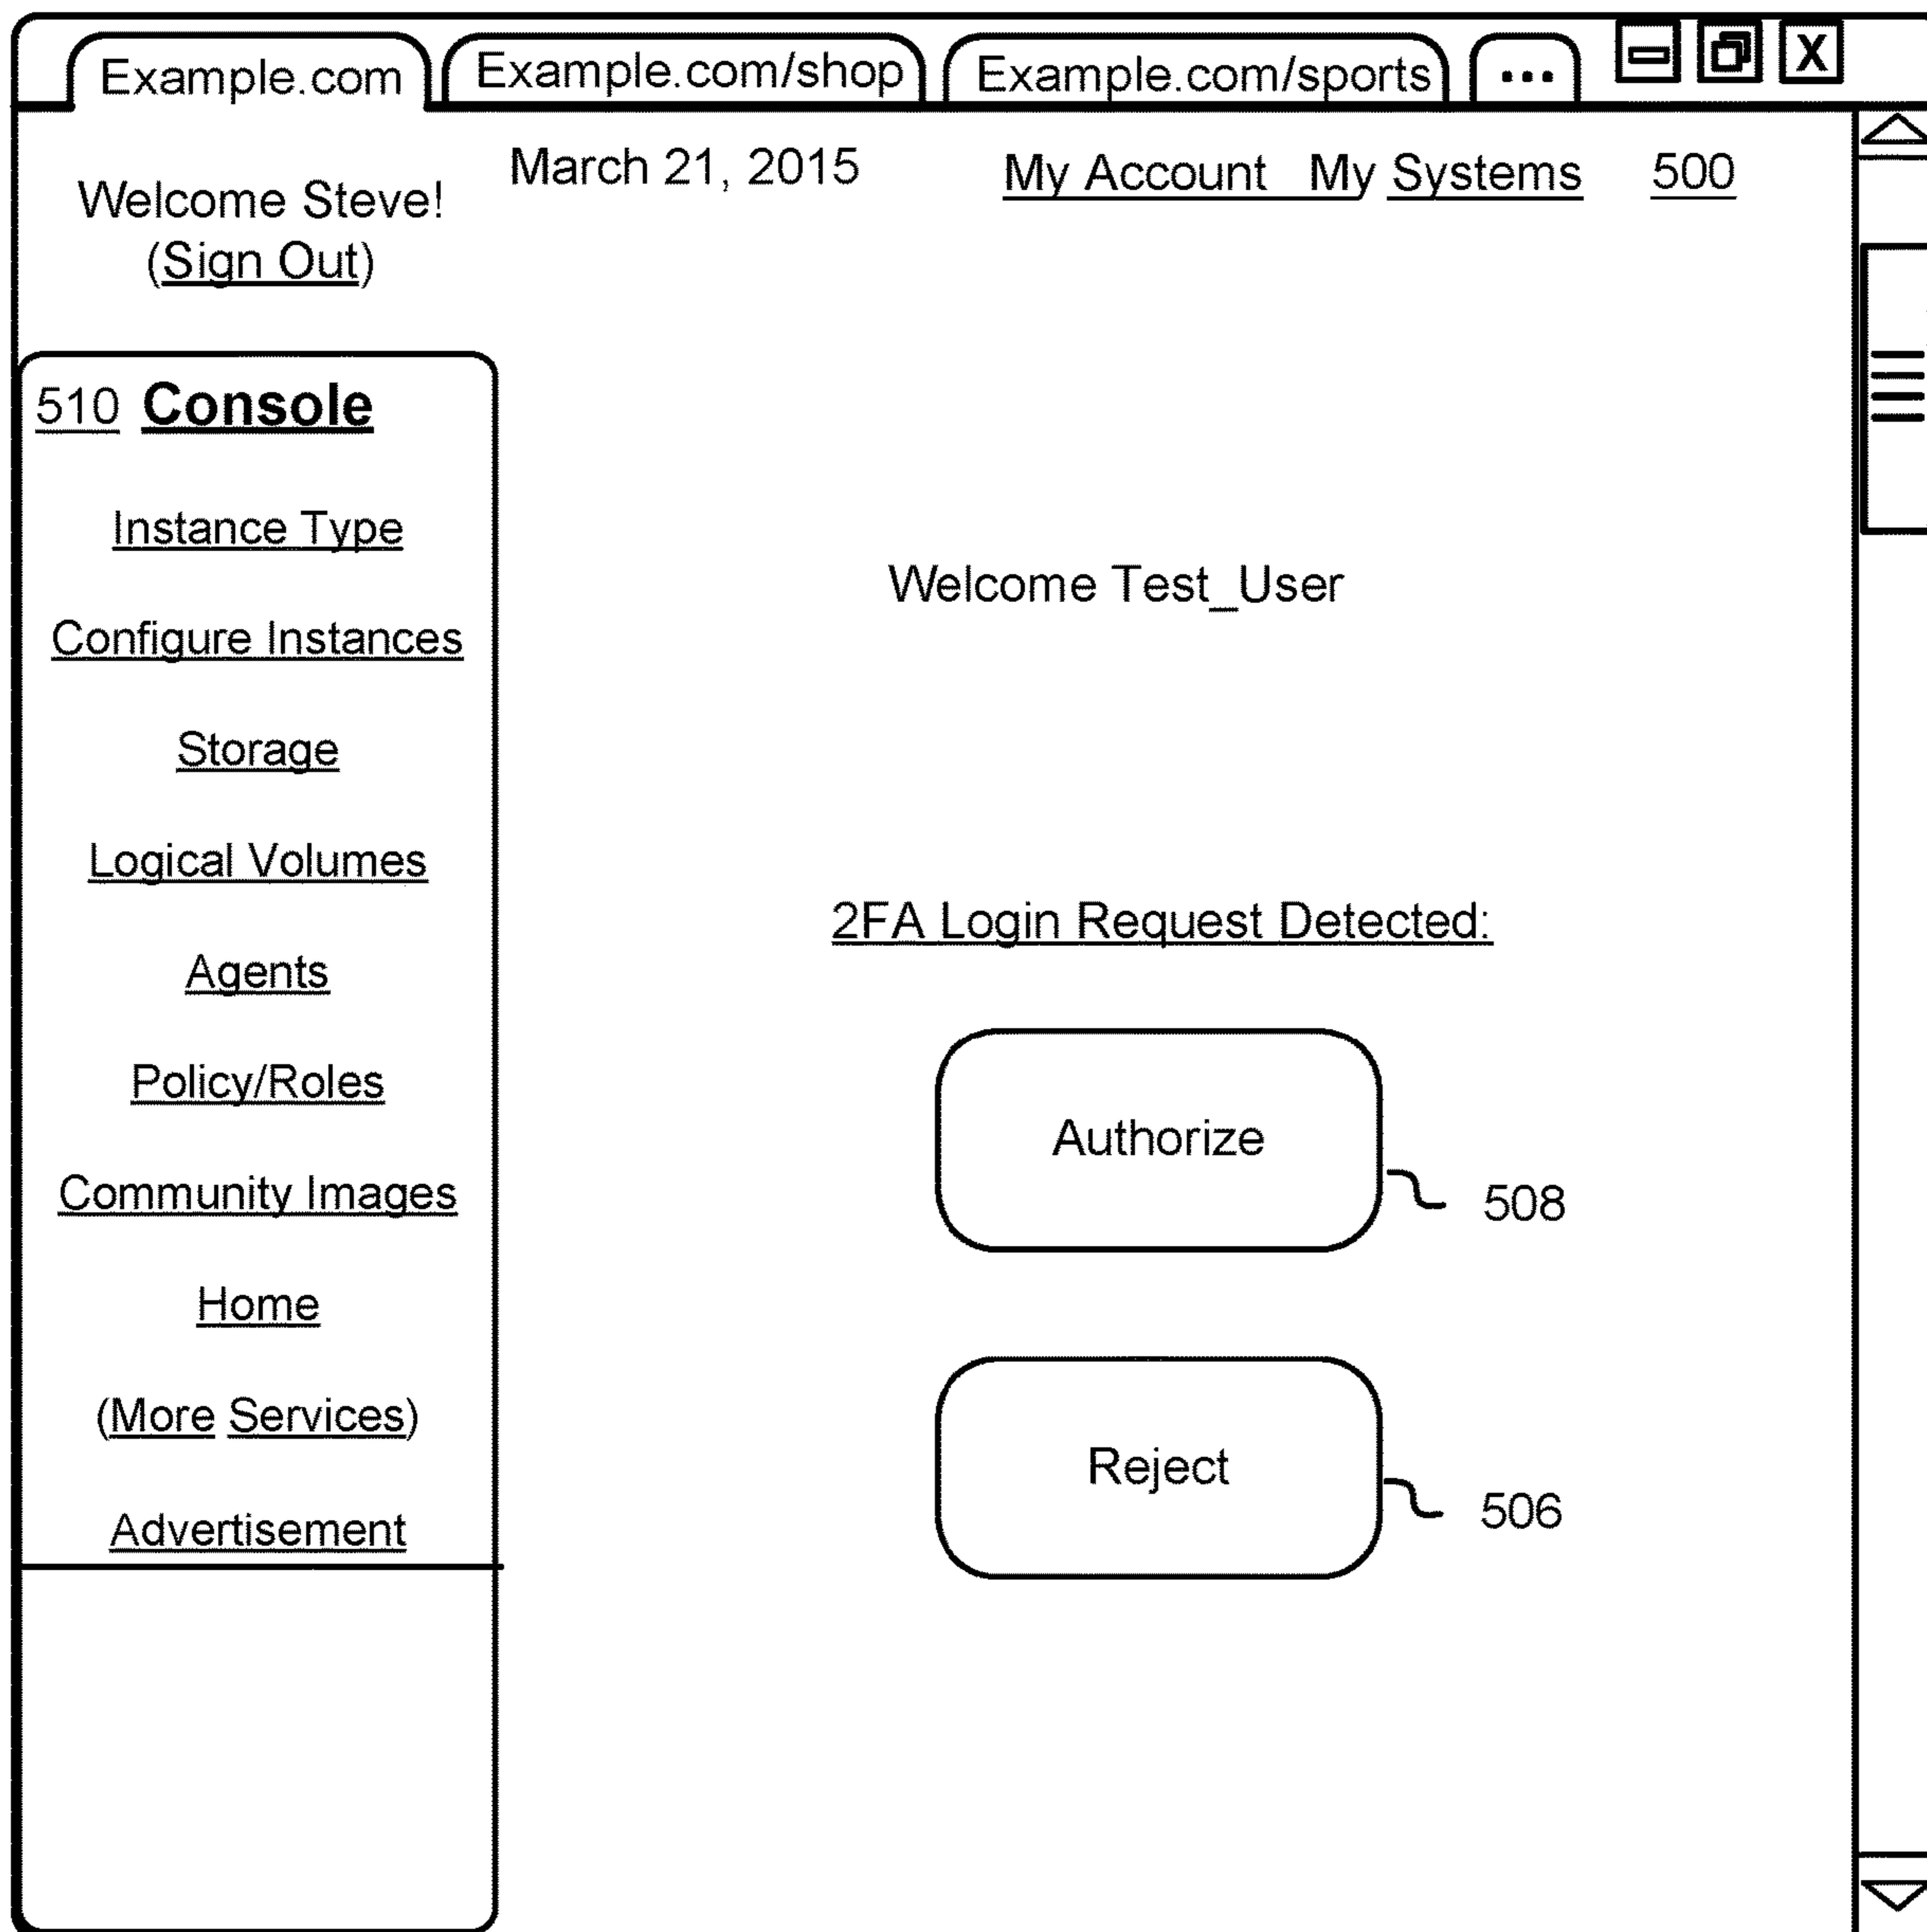 Example.com
Example.com/shop
Example.com/sports
...
X
March 21, 2015
My Account My Systems
500
Welcome Steve!
(Sign Out)
510 Console
Instance Type
Configure Instances
Storage
Logical Volumes
Agents
Policy/Roles
Community Images
Home
(More Services)
Advertisement
Welcome Test_User
2FA Login Request Detected:
Authorize
508
Reject
506